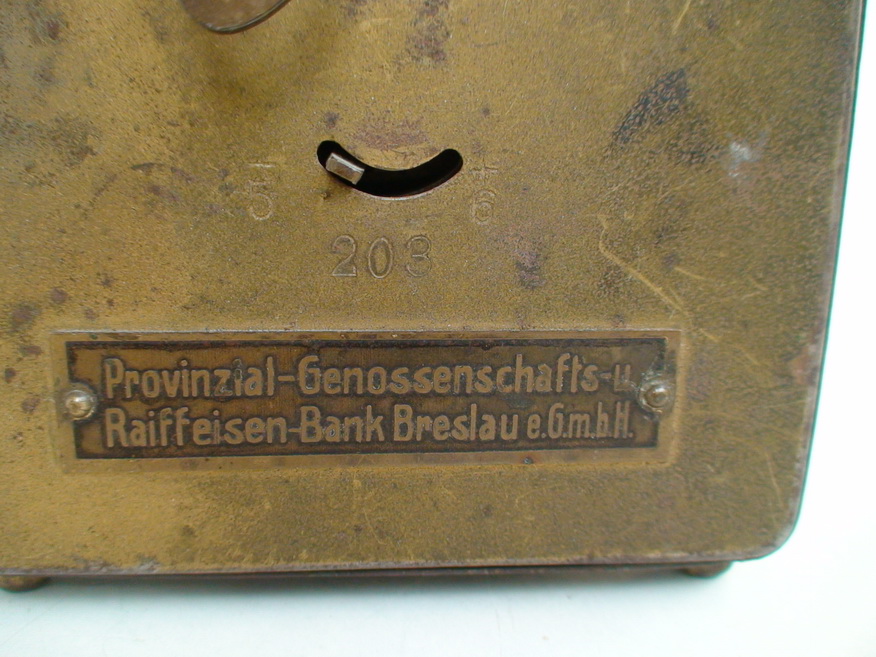 – +
5 6
203
Provinzial-Genossenschafts-u.
Raiffeisen-Bank Breslau e.G.m.b.H.